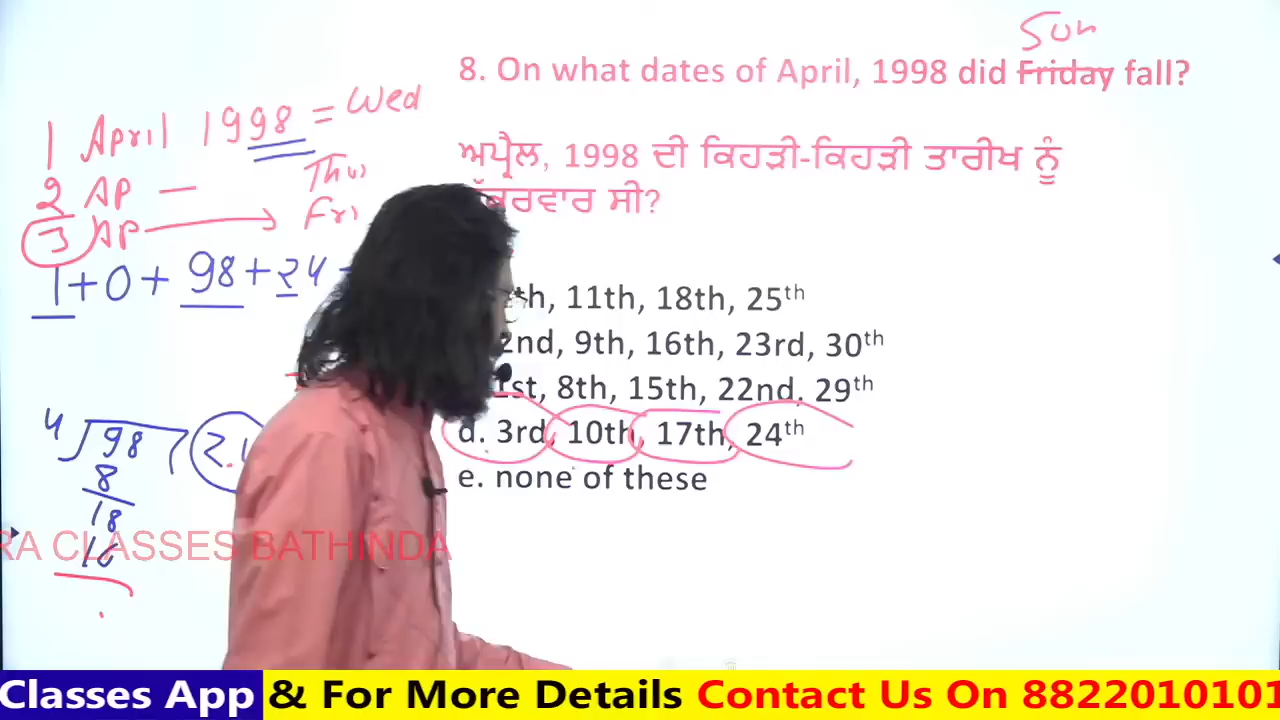 Sun
8. On what dates of April, 1998 did Friday fall?
1 April 1998 = Wed
ਅਪ੍ਰੈਲ, 1998 ਦੀ ਕਿਹੜੀ-ਕਿਹੜੀ ਤਾਰੀਖ ਨੂੰ
2 AP — Thu
ਸੀ?
3 AP Fri
1+0+98+24
11th, 18th, 25th
2nd, 9th, 16th, 23rd, 30th
1st, 8th, 15th, 22nd. 29th
d. 3rd, 10th, 17th, 24th
e. none of these
4 98
8
18
16
RA CLASSES BATHINDA
Classes App & For More Details Contact Us On 8822010101